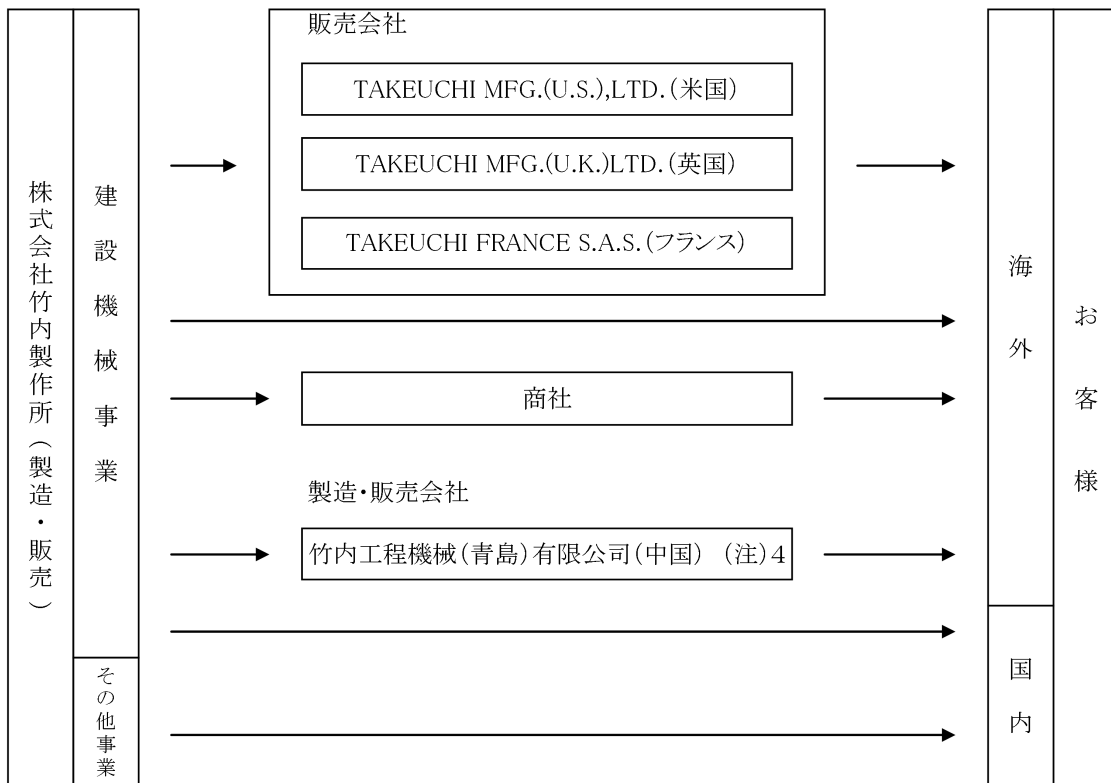 株式会社竹内製作所（製造・販売）
建設機械事業
その他事業
販売会社
TAKEUCHI MFG.(U.S.),LTD.(米国)
TAKEUCHI MFG.(U.K.)LTD.(英国)
TAKEUCHI FRANCE S.A.S.(フランス)
商社
製造・販売会社
竹内工程機械(青島)有限公司(中国) (注)4
海外
国内
お客様